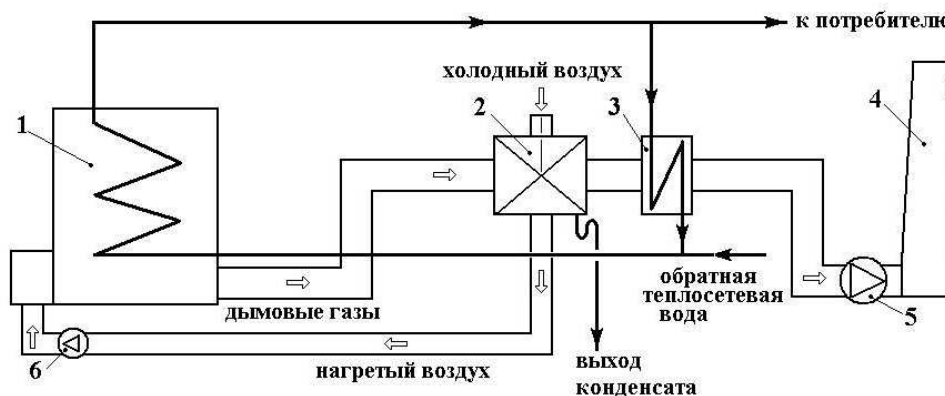 к потребителю
холодный воздух
1
2
3
4
обратная
теплосетевая
вода
дымовые газы
5
6
нагретый воздух
выход
конденсата